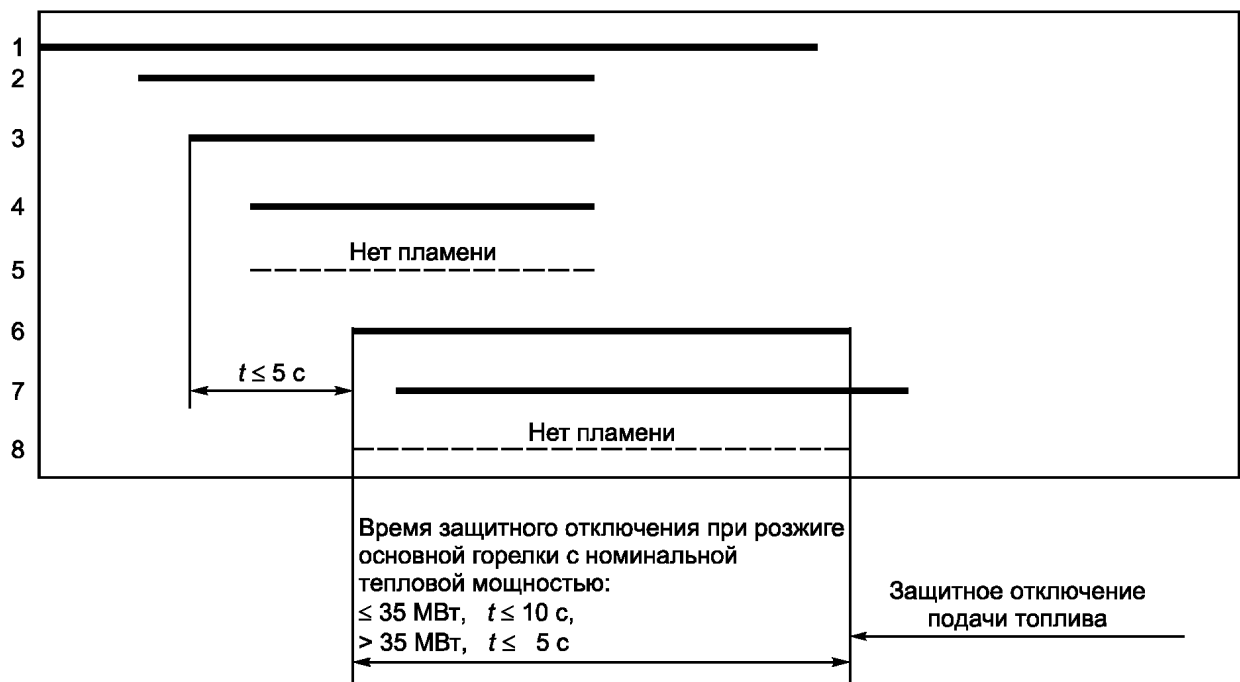 1
2
3
4
Нет пламени
5
6
t ≤ 5 с
7
Нет пламени
8
Время защитного отключения при розжиге
основной горелки с номинальной
тепловой мощностью:
≤ 35 МВт, t ≤ 10 с,
> 35 МВт, t ≤ 5 с
Защитное отключение
подачи топлива